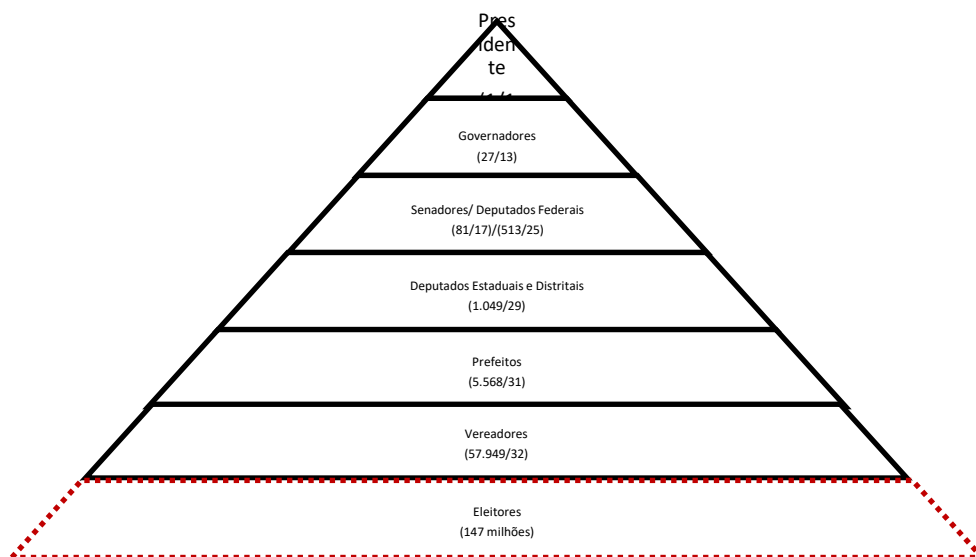 Pres
iden
te
Governadores
(27/13)
Senadores/ Deputados Federais
(81/17)/(513/25)
Deputados Estaduais e Distritais
(1.049/29)
Prefeitos
(5.568/31)
Vereadores
(57.949/32)
Eleitores
(147 milhões)